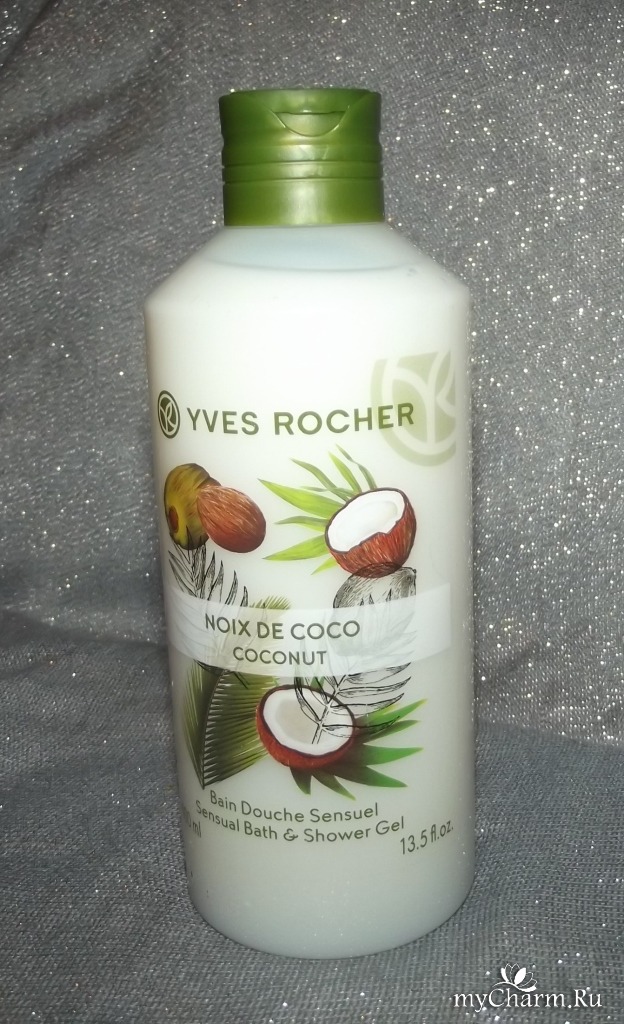 YVES ROCHER
NOIX DE COCO
COCONUT
Bain Douche Sensuel
Sensual Bath & Shower Gel
ml
13.5 fl.oz.
myCharm.Ru